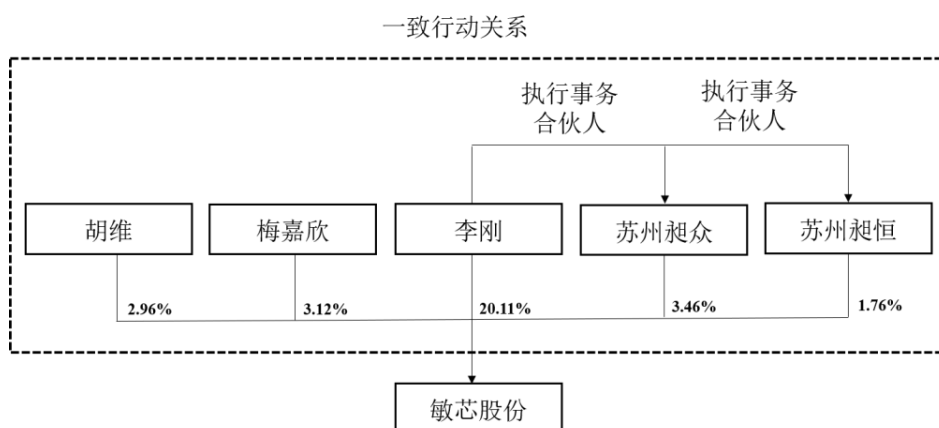 一致行动关系
执行事务
合伙人
执行事务
合伙人
胡维
梅嘉欣
李刚
苏州昶众
苏州昶恒
2.96%
3.12%
20.11%
3.46%
1.76%
敏芯股份